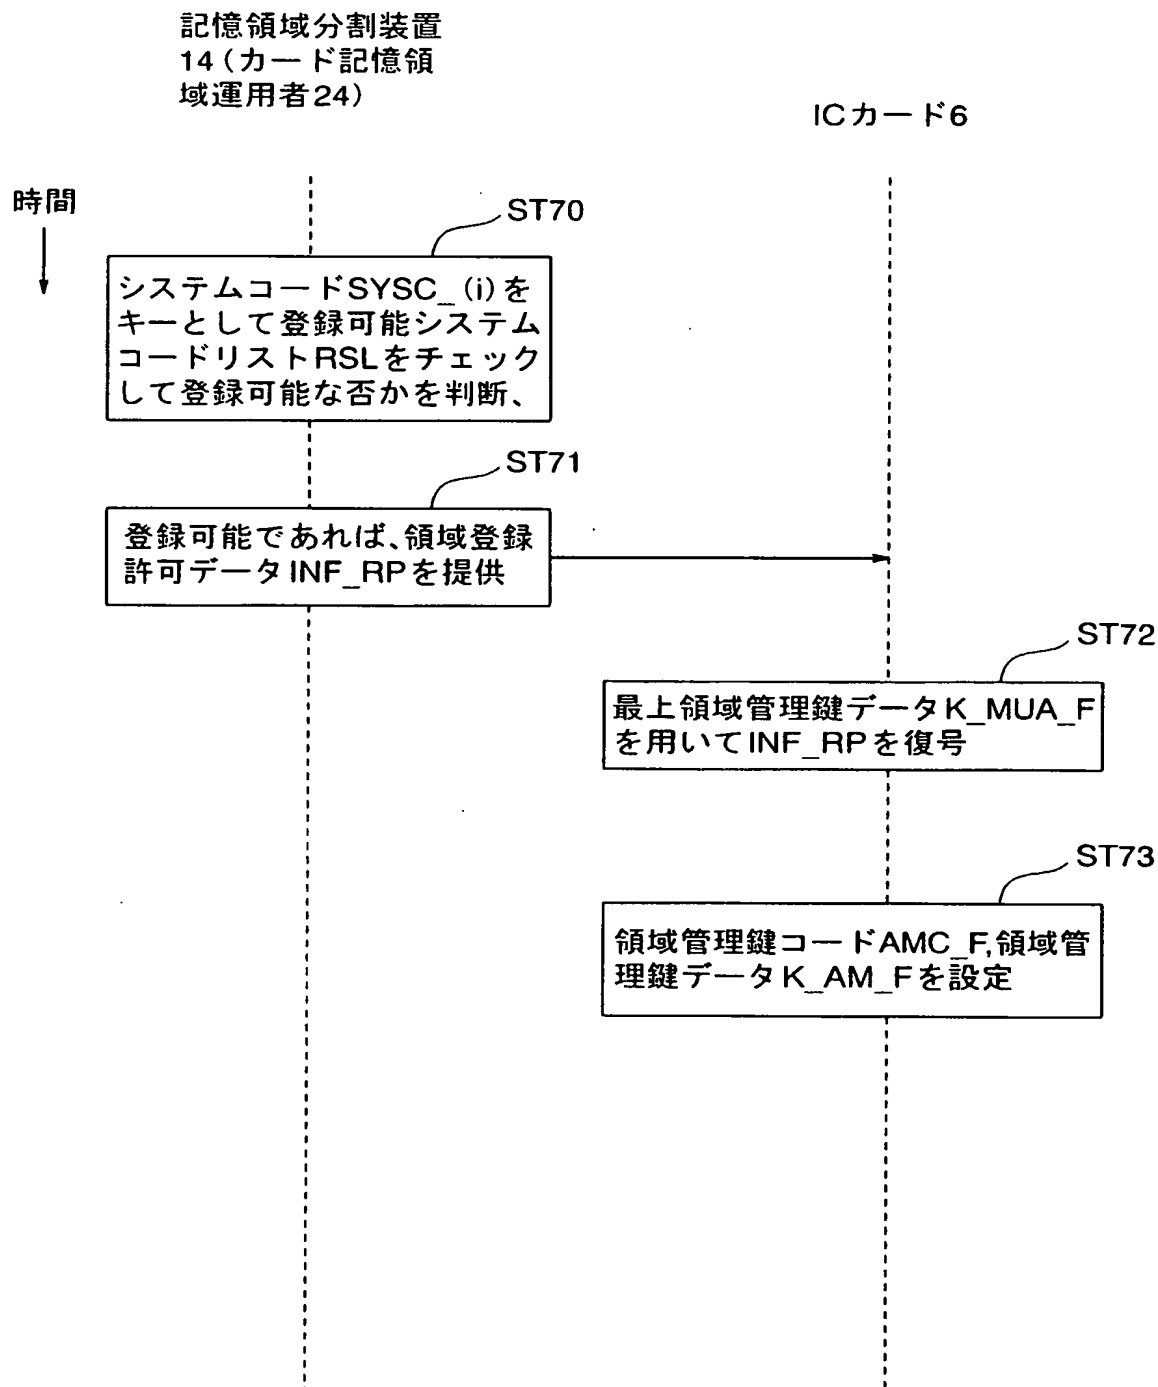 記憶領域分割装置
14(カード記憶領
域運用者24)
ICカード6
時間
ST70
システムコードSYSC_(i)を
キーとして登録可能システム
コードリストRSLをチェック
して登録可能な否かを判断、
ST71
登録可能であれば、領域登録
許可データINF_RPを提供
ST72
最上領域管理鍵データK_MUA_F
を用いてINF_RPを復号
ST73
領域管理鍵コードAMC_F,領域管
理鍵データK_AM_Fを設定